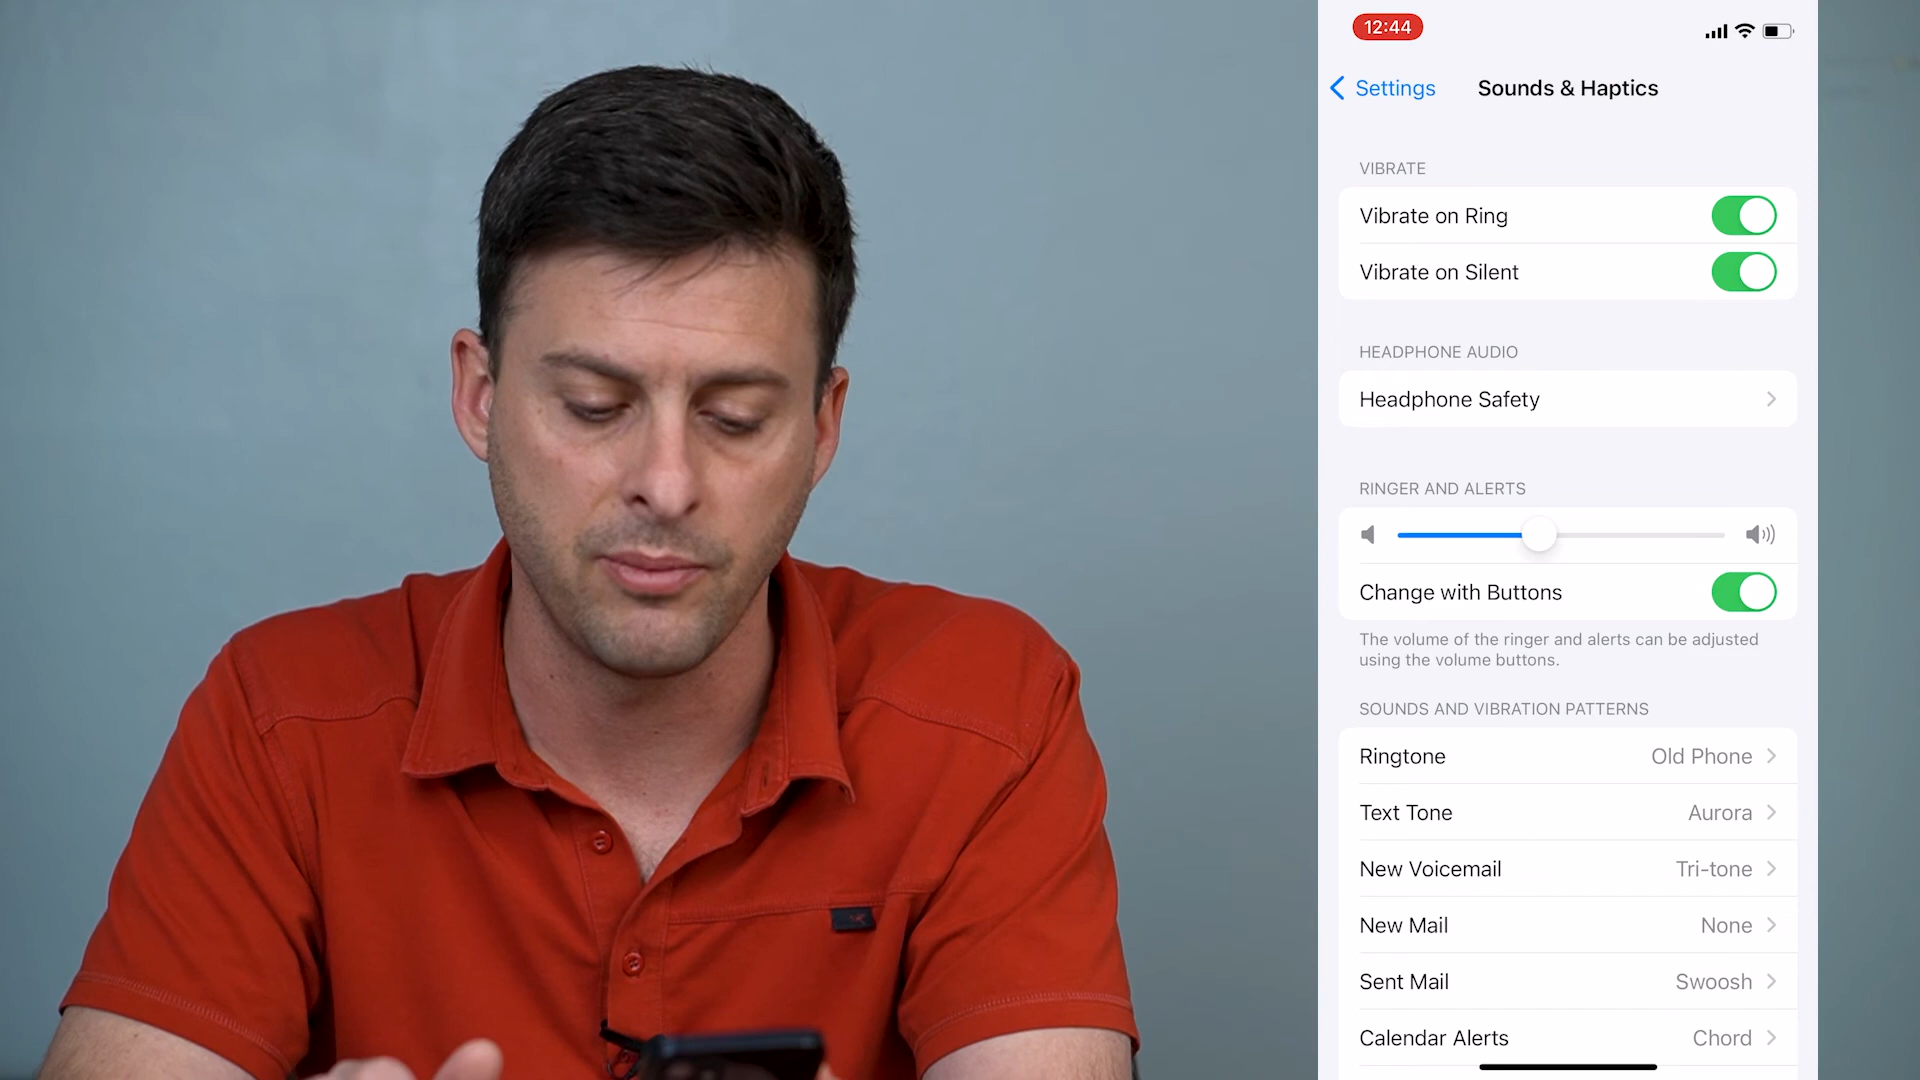 12:44
Settings
Sounds & Haptics
VIBRATE
Vibrate on Ring
Vibrate on Silent
HEADPHONE AUDIO
Headphone Safety
RINGER AND ALERTS
Change with Buttons
The volume of the ringer and alerts can be adjusted
using the volume buttons.
SOUNDS AND VIBRATION PATTERNS
Ringtone Old Phone
Text Tone Aurora
New Voicemail Tri-tone
New Mail None
Sent Mail Swoosh
Calendar Alerts Chord